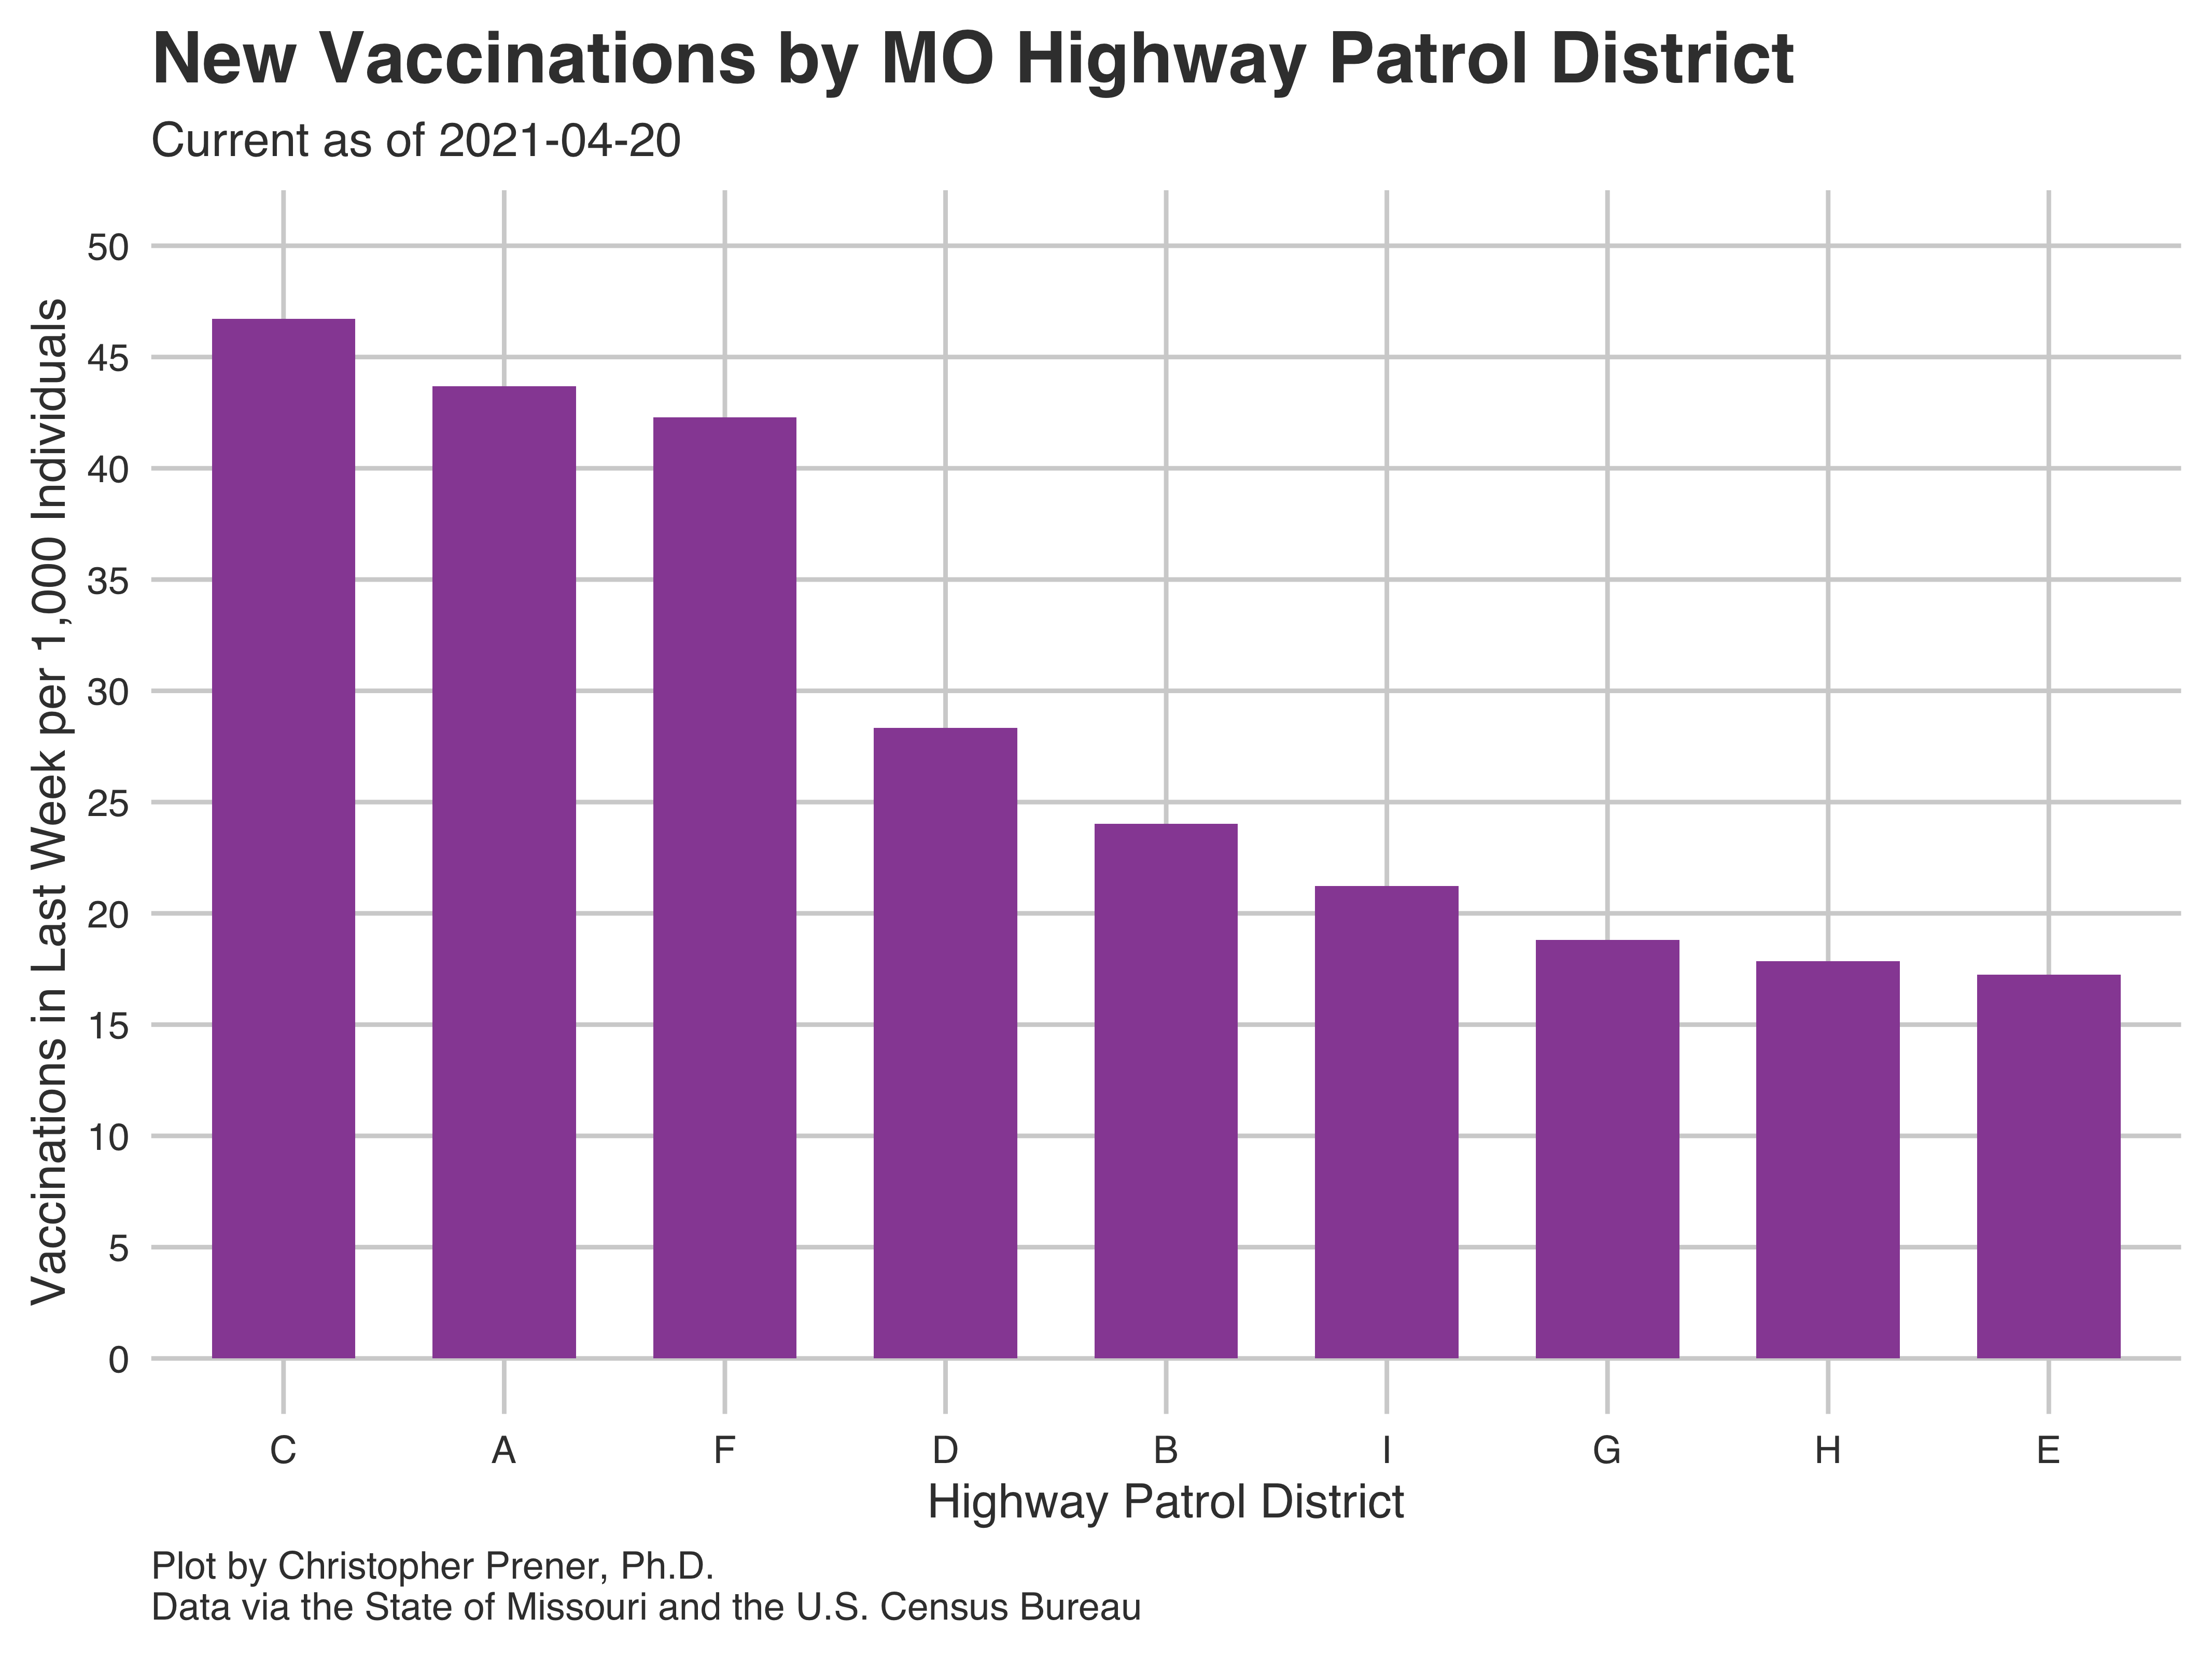 New Vaccinations by MO Highway Patrol District
Current as of 2021-04-20
Vaccinations in Last Week per 1,000 Individuals
50
45
40
35
30
25
20
15
10
5
0
C A F D B I G H E
Highway Patrol District
Plot by Christopher Prener, Ph.D.
Data via the State of Missouri and the U.S. Census Bureau